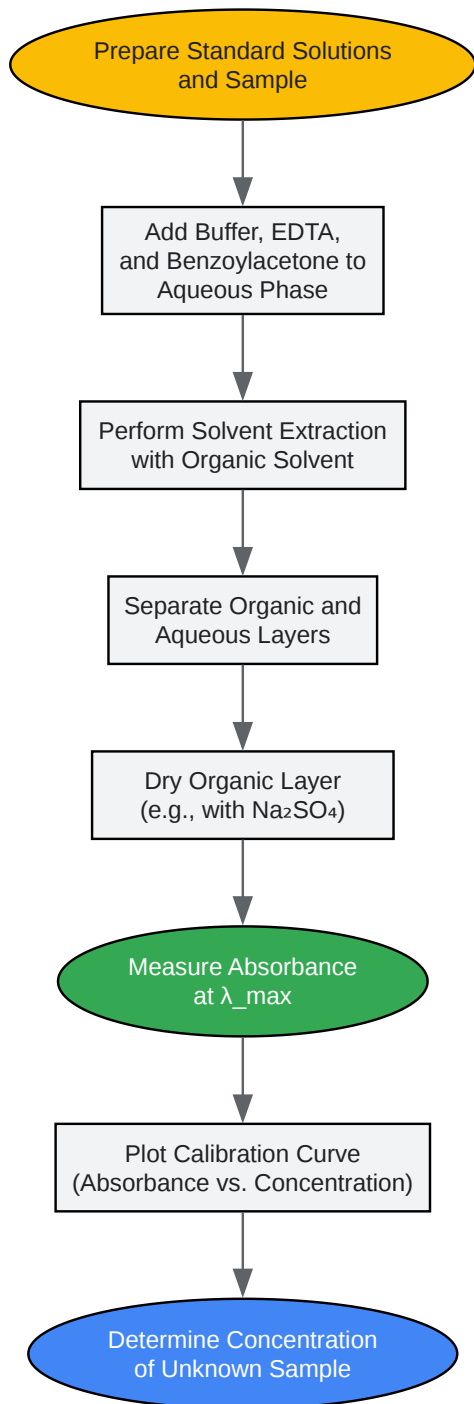 Prepare Standard Solutions
and Sample
Add Buffer, EDTA,
and Benzoylacetone to
Aqueous Phase
Perform Solvent Extraction
with Organic Solvent
Separate Organic and
Aqueous Layers
Dry Organic Layer
(e.g., with Na₂SO₄)
Measure Absorbance
at λ_max
Plot Calibration Curve
(Absorbance vs. Concentration)
Determine Concentration
of Unknown Sample